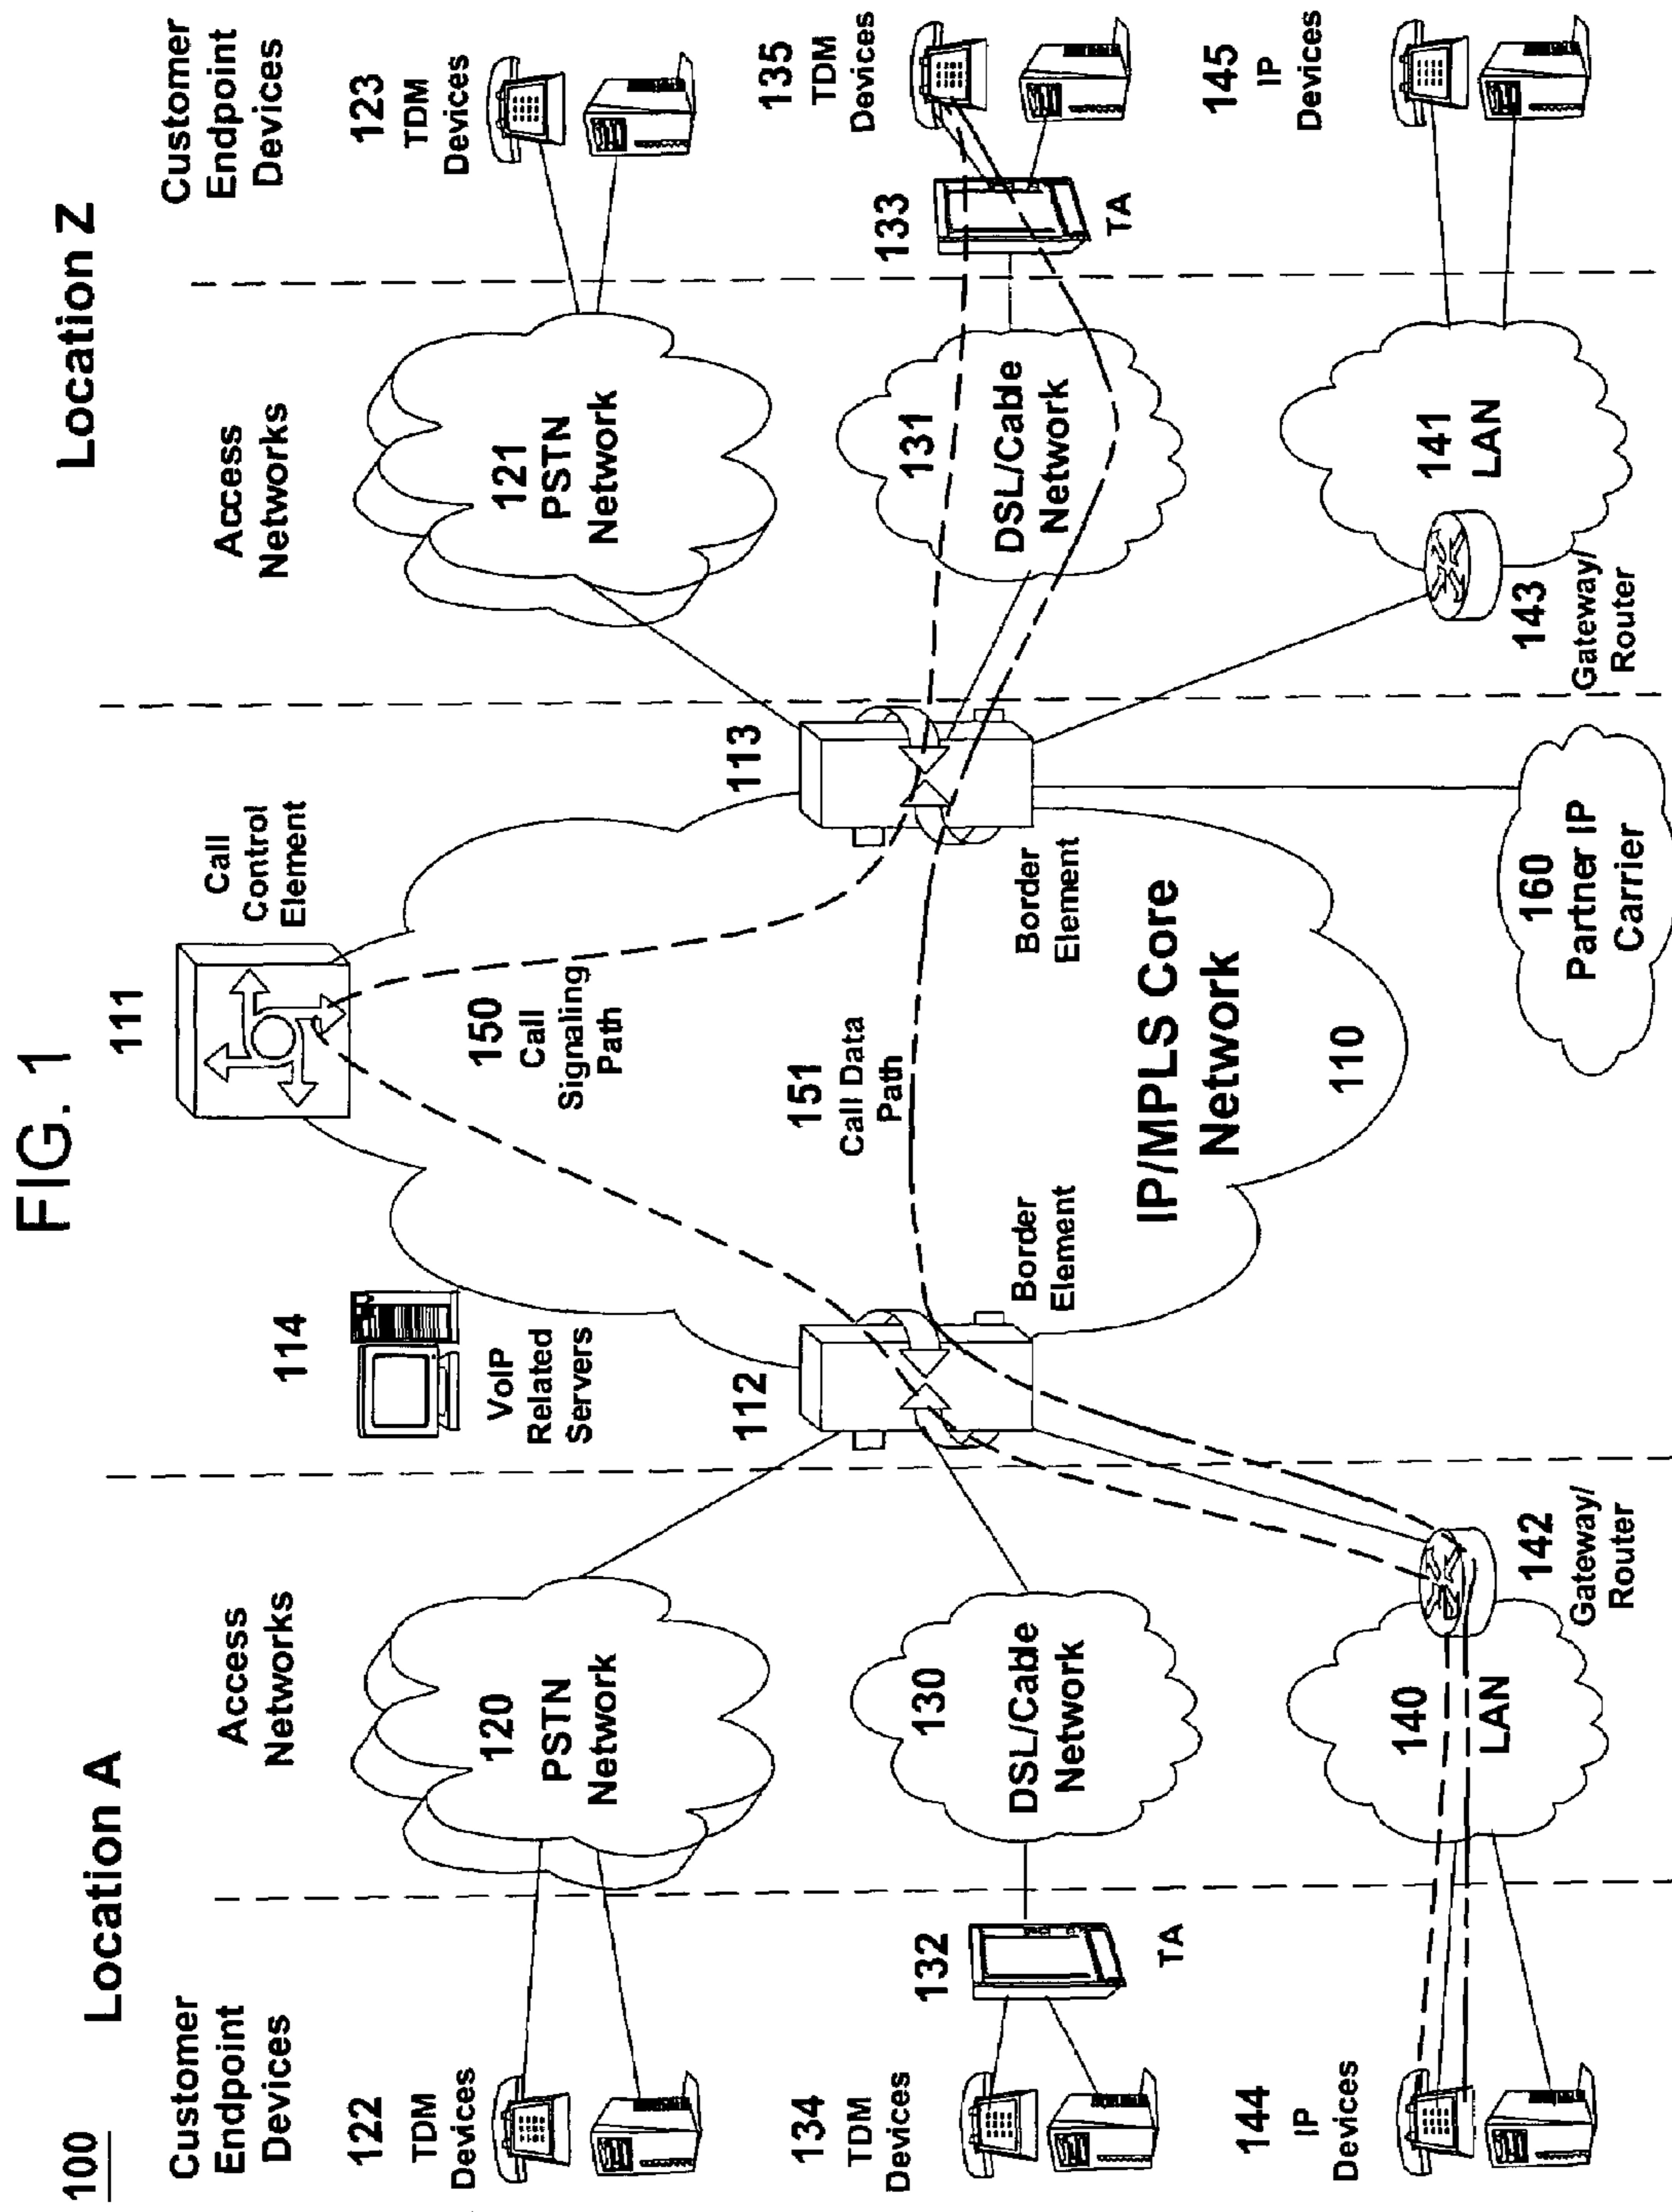 FIG. 1
100
Location A
Location Z
Customer
Endpoint
Devices
Access
Networks
Access
Networks
Customer
Endpoint
Devices
111
Call
Control
Element
114
VoIP
Related
Servers
122
TDM
Devices
120
PSTN
Network
121
PSTN
Network
123
TDM
Devices
150
Call
Signaling
Path
112
Border
Element
113
Border
Element
151
Call Data
Path
134
TDM
Devices
132
TA
130
DSL/Cable
Network
131
DSL/Cable
Network
133
TA
135
TDM
Devices
IP/MPLS Core
Network
110
144
IP
Devices
140
LAN
142
Gateway/
Router
160
Partner IP
Carrier
143
Gateway/
Router
141
LAN
145
IP
Devices